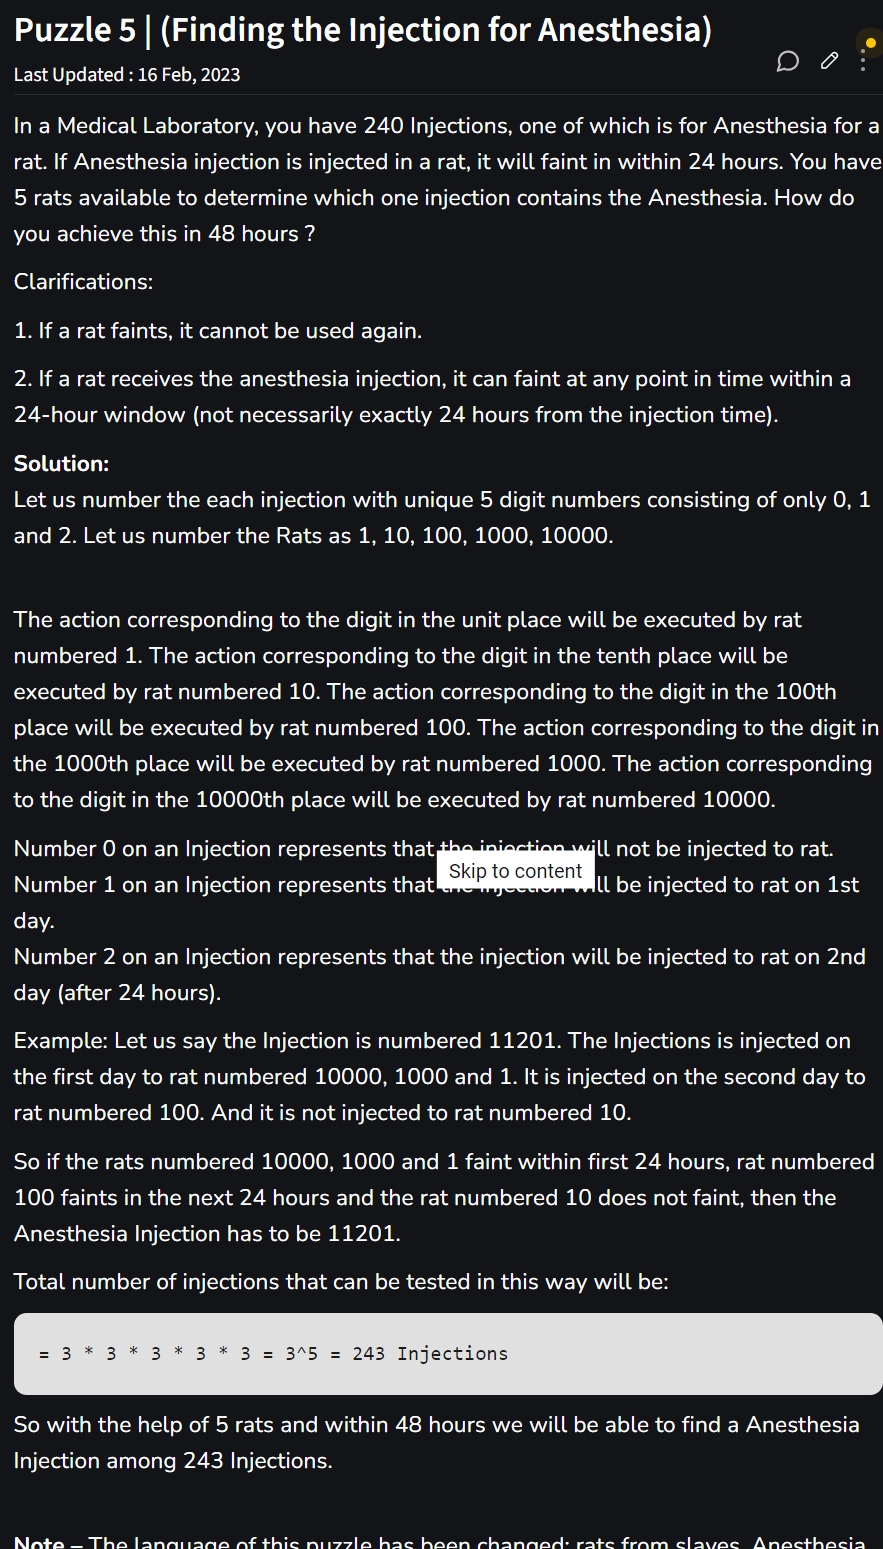 Puzzle 5 | (Finding the Injection for Anesthesia)
Last Updated : 16 Feb, 2023
In a Medical Laboratory, you have 240 Injections, one of which is for Anesthesia for a
rat. If Anesthesia injection is injected in a rat, it will faint in within 24 hours. You have
5 rats available to determine which one injection contains the Anesthesia. How do
you achieve this in 48 hours ?
Clarifications:
1. If a rat faints, it cannot be used again.
2. If a rat receives the anesthesia injection, it can faint at any point in time within a
24-hour window (not necessarily exactly 24 hours from the injection time).
Solution:
Let us number the each injection with unique 5 digit numbers consisting of only 0, 1
and 2. Let us number the Rats as 1, 10, 100, 1000, 10000.
The action corresponding to the digit in the unit place will be executed by rat
numbered 1. The action corresponding to the digit in the tenth place will be
executed by rat numbered 10. The action corresponding to the digit in the 100th
place will be executed by rat numbered 100. The action corresponding to the digit in
the 1000th place will be executed by rat numbered 1000. The action corresponding
to the digit in the 10000th place will be executed by rat numbered 10000.
Number 0 on an Injection represents that the injection will not be injected to rat.
Skip to content
Number 1 on an Injection represents that the injection will be injected to rat on 1st
day.
Number 2 on an Injection represents that the injection will be injected to rat on 2nd
day (after 24 hours).
Example: Let us say the Injection is numbered 11201. The Injections is injected on
the first day to rat numbered 10000, 1000 and 1. It is injected on the second day to
rat numbered 100. And it is not injected to rat numbered 10.
So if the rats numbered 10000, 1000 and 1 faint within first 24 hours, rat numbered
100 faints in the next 24 hours and the rat numbered 10 does not faint, then the
Anesthesia Injection has to be 11201.
Total number of injections that can be tested in this way will be:
= 3 * 3 * 3 * 3 * 3 = 3^5 = 243 Injections
So with the help of 5 rats and within 48 hours we will be able to find a Anesthesia
Injection among 243 Injections.
Note – The language of this puzzle has been changed: rats from slaves, Anesthesia